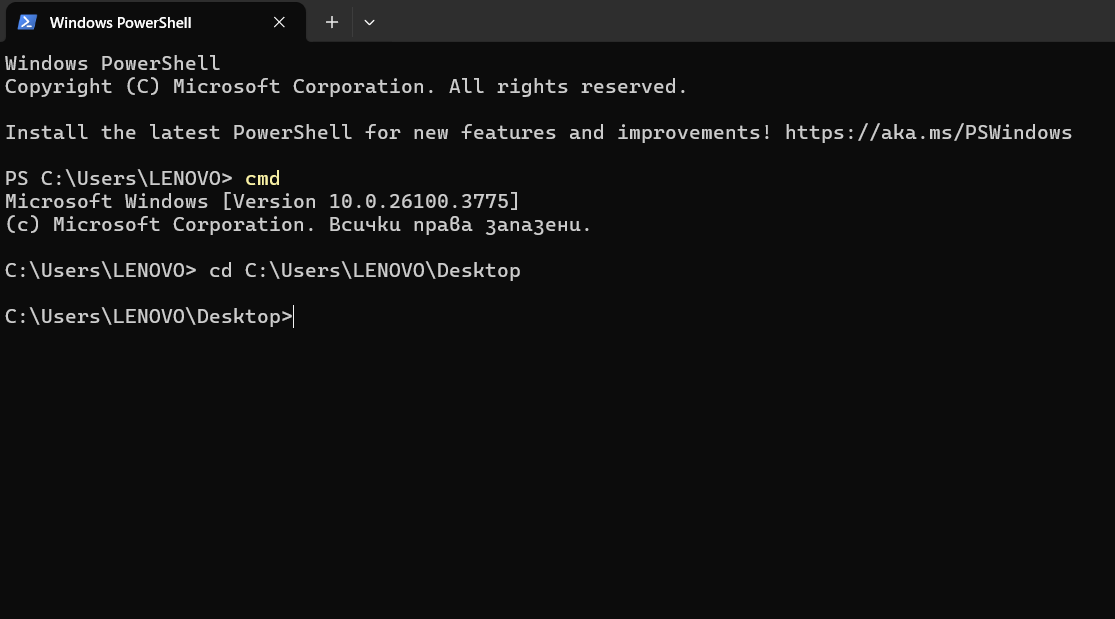 Windows PowerShell
Windows PowerShell
Copyright (C) Microsoft Corporation. All rights reserved.
Install the latest PowerShell for new features and improvements! https://aka.ms/PSWindows
PS C:\Users\LENOVO> cmd
Microsoft Windows [Version 10.0.26100.3775]
(c) Microsoft Corporation. Всички права запазени.
C:\Users\LENOVO> cd C:\Users\LENOVO\Desktop
C:\Users\LENOVO\Desktop>